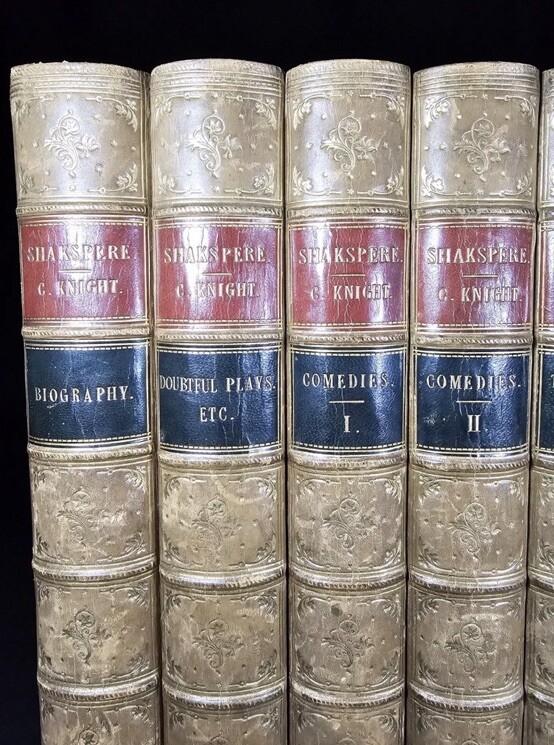 SHAKSPERE
C. KNIGHT.
BIOGRAPHY.
SHAKSPERE.
C. KNIGHT.
DOUBTFUL PLAYS.
ETC.
SHAKSPERE.
C. KNIGHT.
COMEDIES.
I.
SHAKSPERE.
C. KNIGHT.
COMEDIES.
II